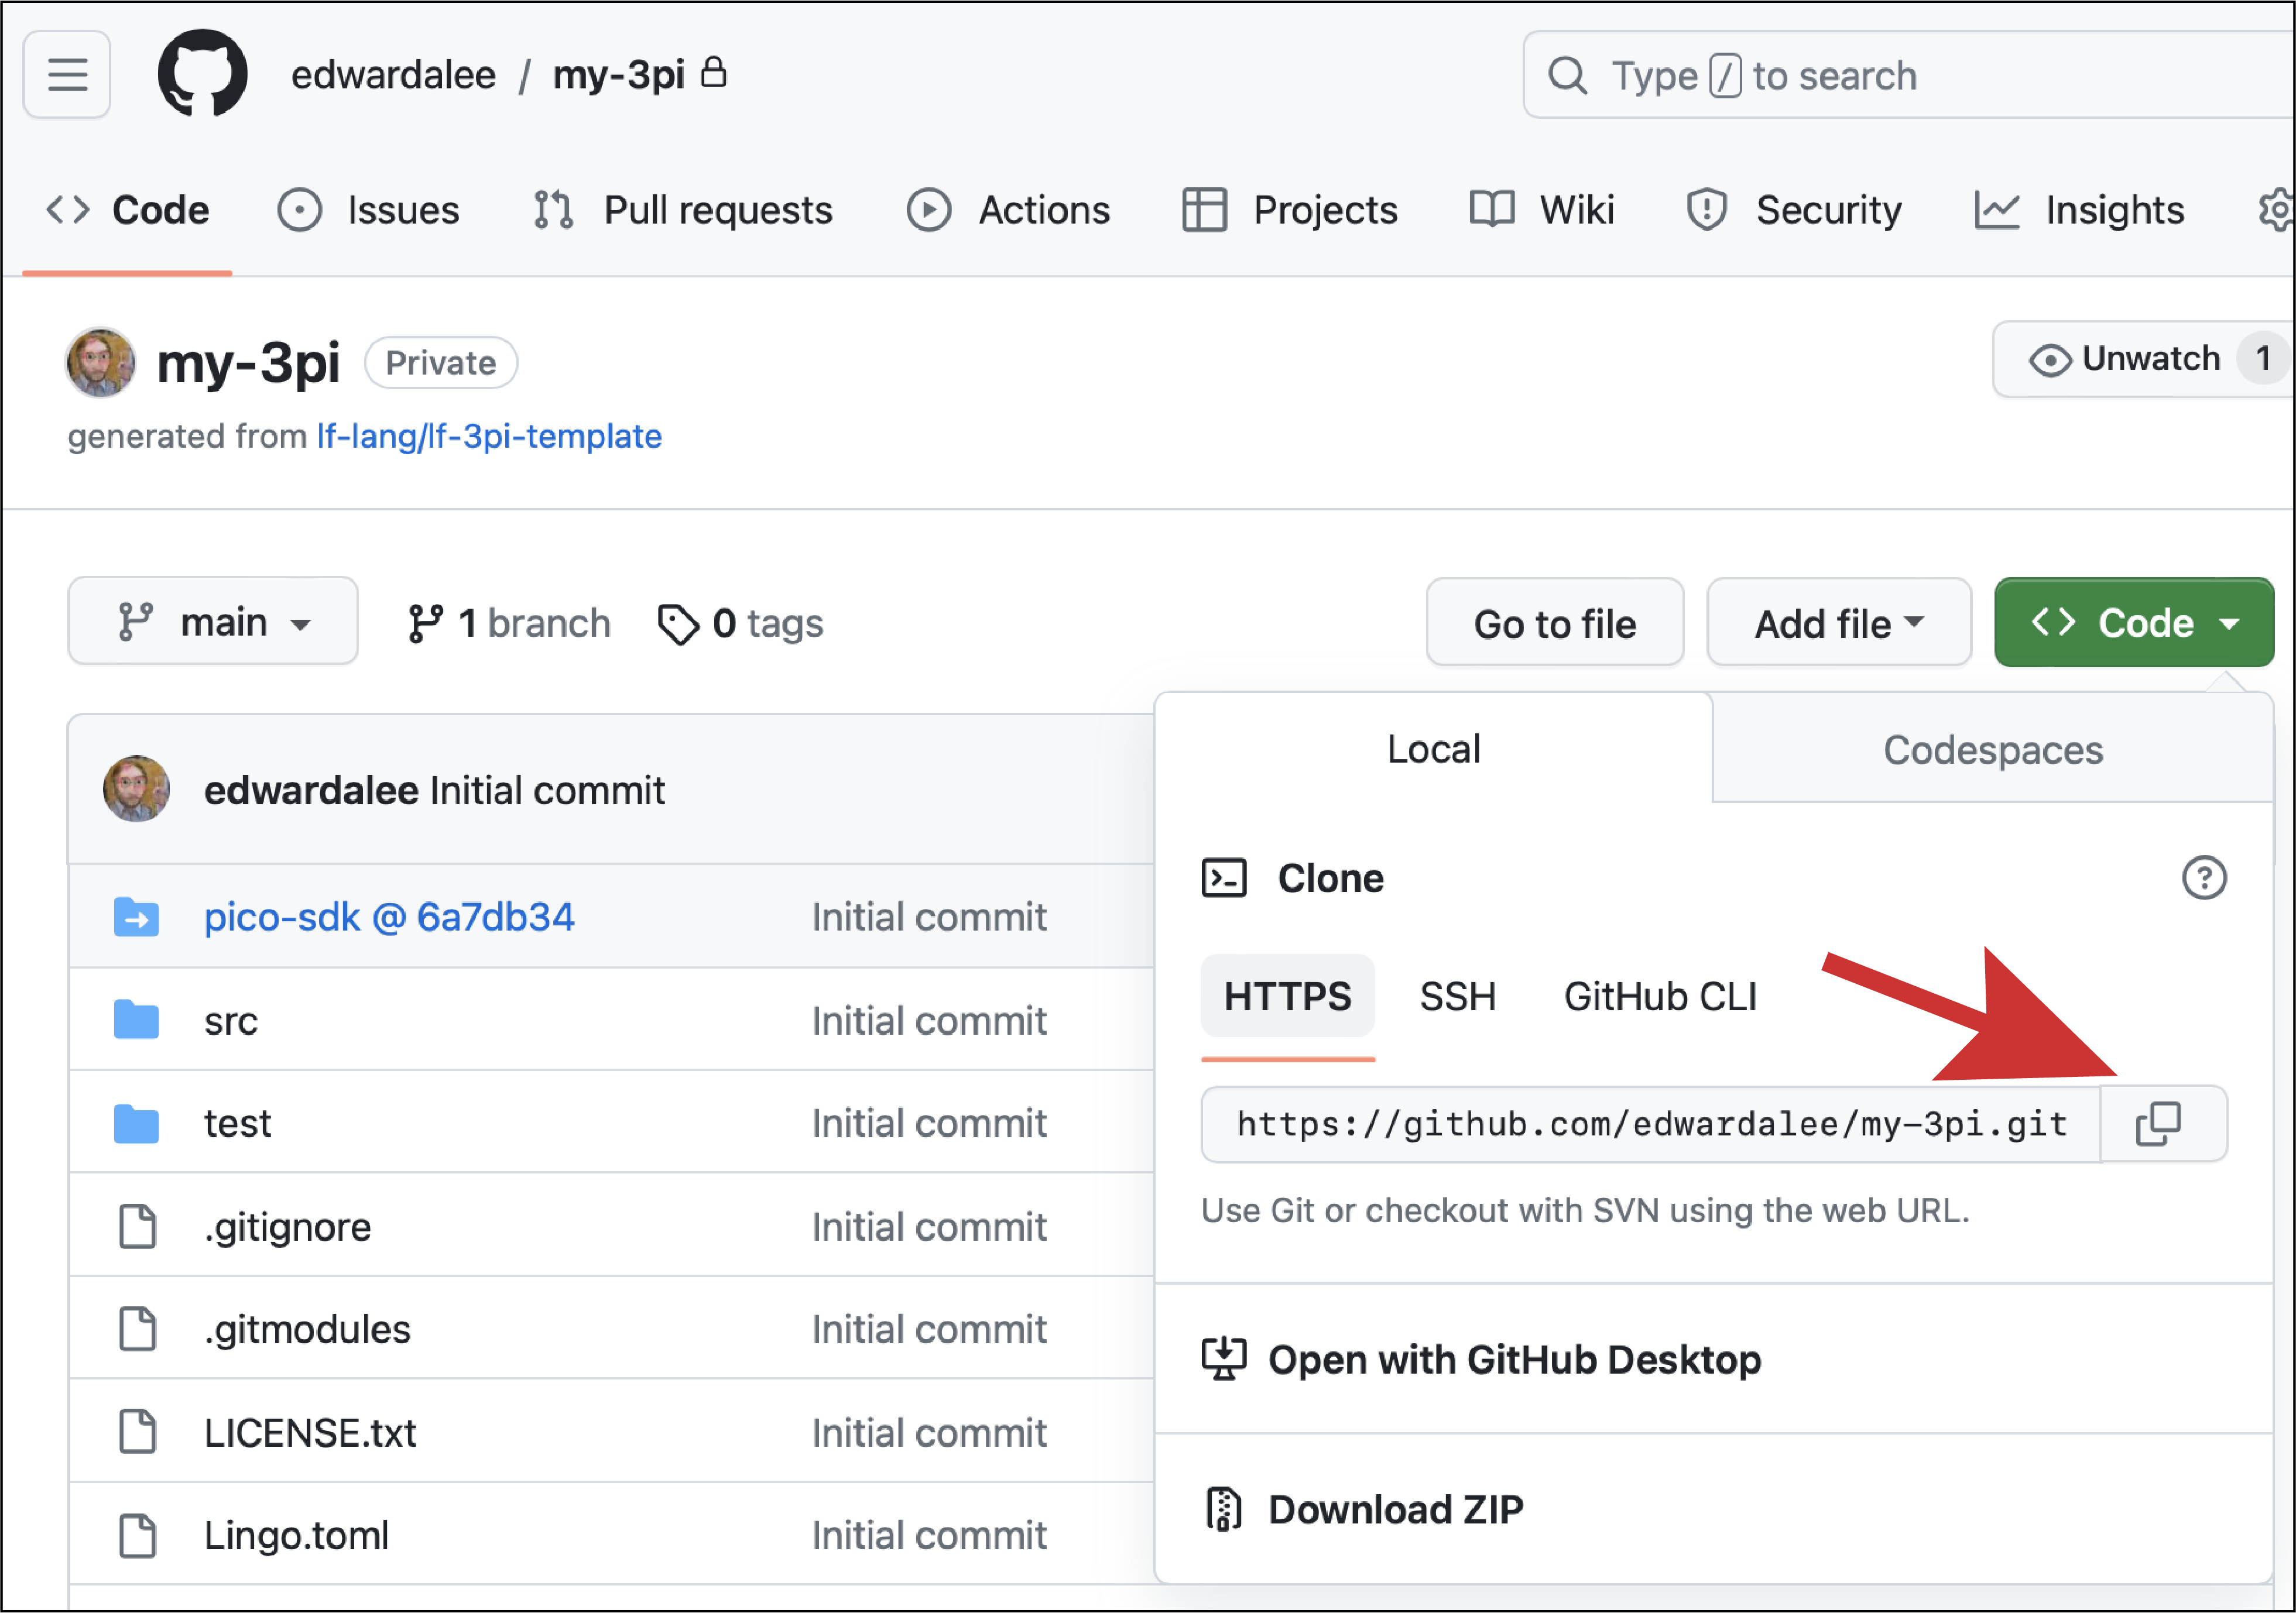 edwardalee / my-3pi
Type / to search
Code Issues Pull requests Actions Projects Wiki Security Insights
my-3pi Private
Unwatch 1
generated from lf-lang/lf-3pi-template
main 1 branch 0 tags
Go to file Add file Code
edwardalee Initial commit
pico-sdk @ 6a7db34 Initial commit
src Initial commit
test Initial commit
.gitignore Initial commit
.gitmodules Initial commit
LICENSE.txt Initial commit
Lingo.toml Initial commit
Local Codespaces
Clone
HTTPS SSH GitHub CLI
https://github.com/edwardalee/my-3pi.git
Use Git or checkout with SVN using the web URL.
Open with GitHub Desktop
Download ZIP